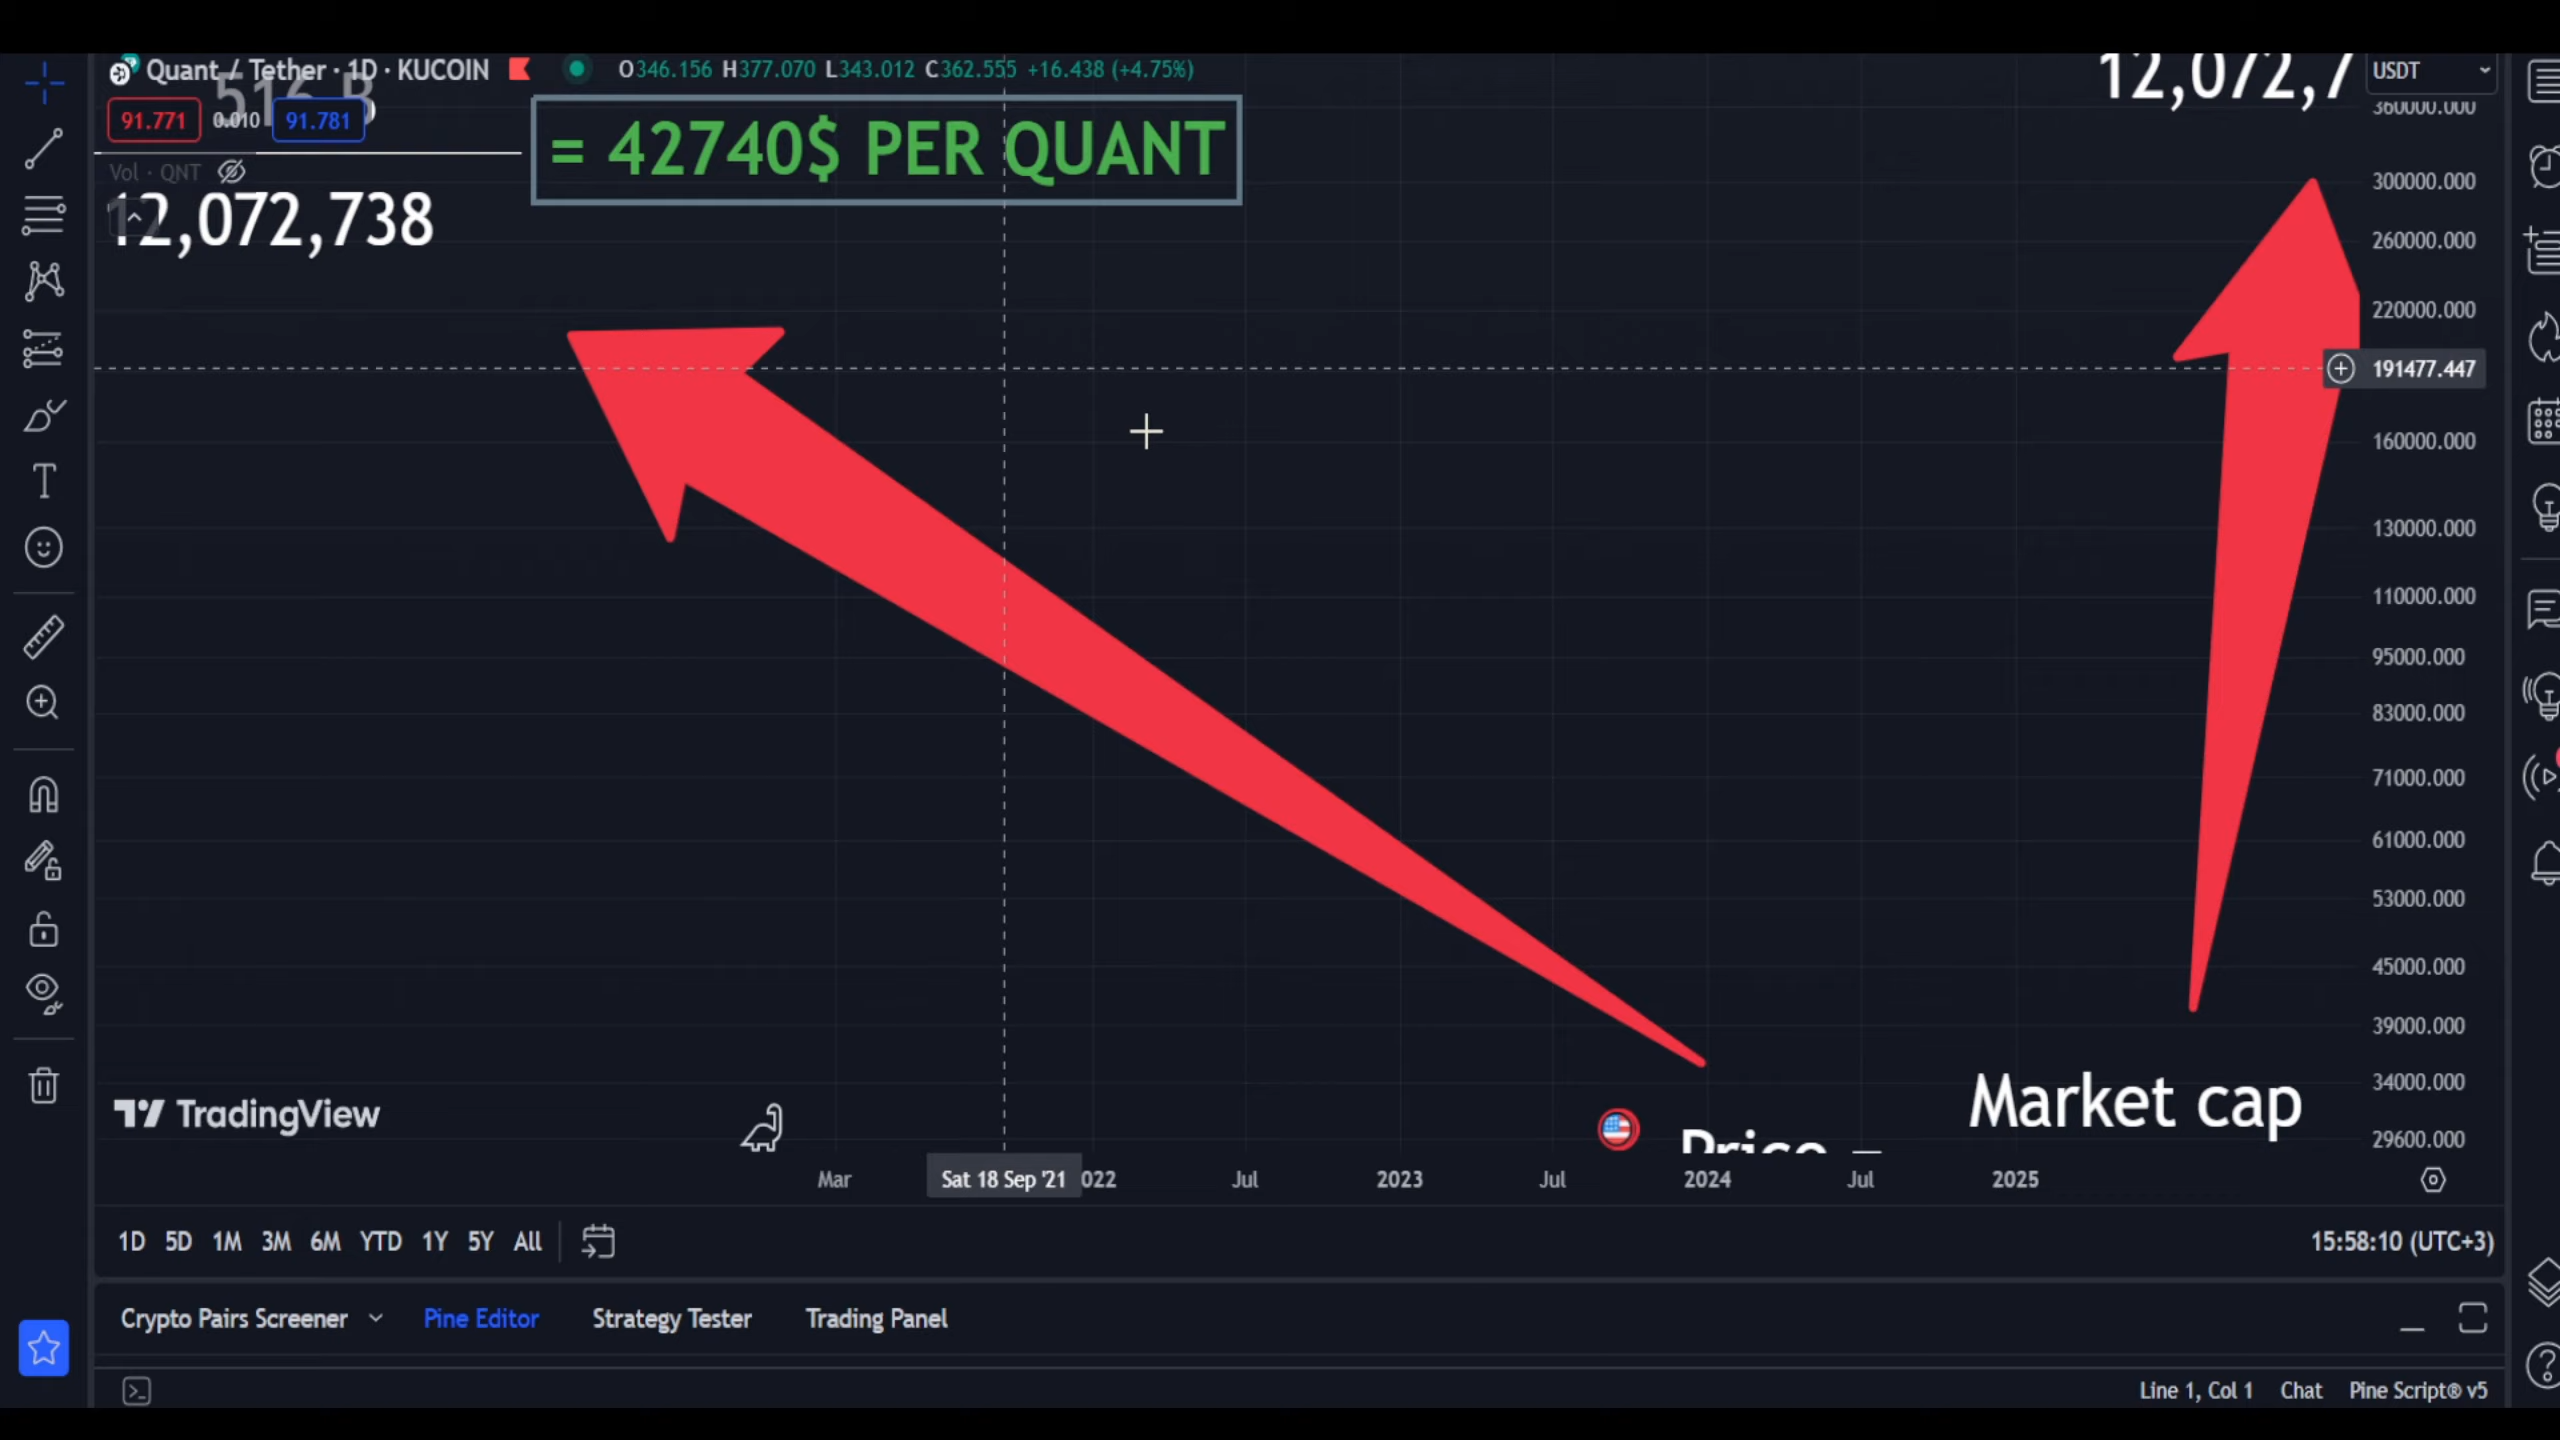 Quant / Tether · 1D · KUCOIN
O346.156 H377.070 L343.012 C362.555 +16.438 (+4.75%)
12,072,7
USDT
516 B
91.771 0.010 91.781
= 42740$ PER QUANT
Vol · QNT
12,072,738
360000.000
300000.000
260000.000
220000.000
191477.447
160000.000
130000.000
110000.000
95000.000
83000.000
71000.000
61000.000
53000.000
45000.000
39000.000
34000.000
29600.000
Market cap
Price =
TradingView
Mar Sat 18 Sep '21 022 Jul 2023 Jul 2024 Jul 2025
1D 5D 1M 3M 6M YTD 1Y 5Y All
15:58:10 (UTC+3)
Crypto Pairs Screener Pine Editor Strategy Tester Trading Panel
Line 1, Col 1 Chat Pine Script® v5